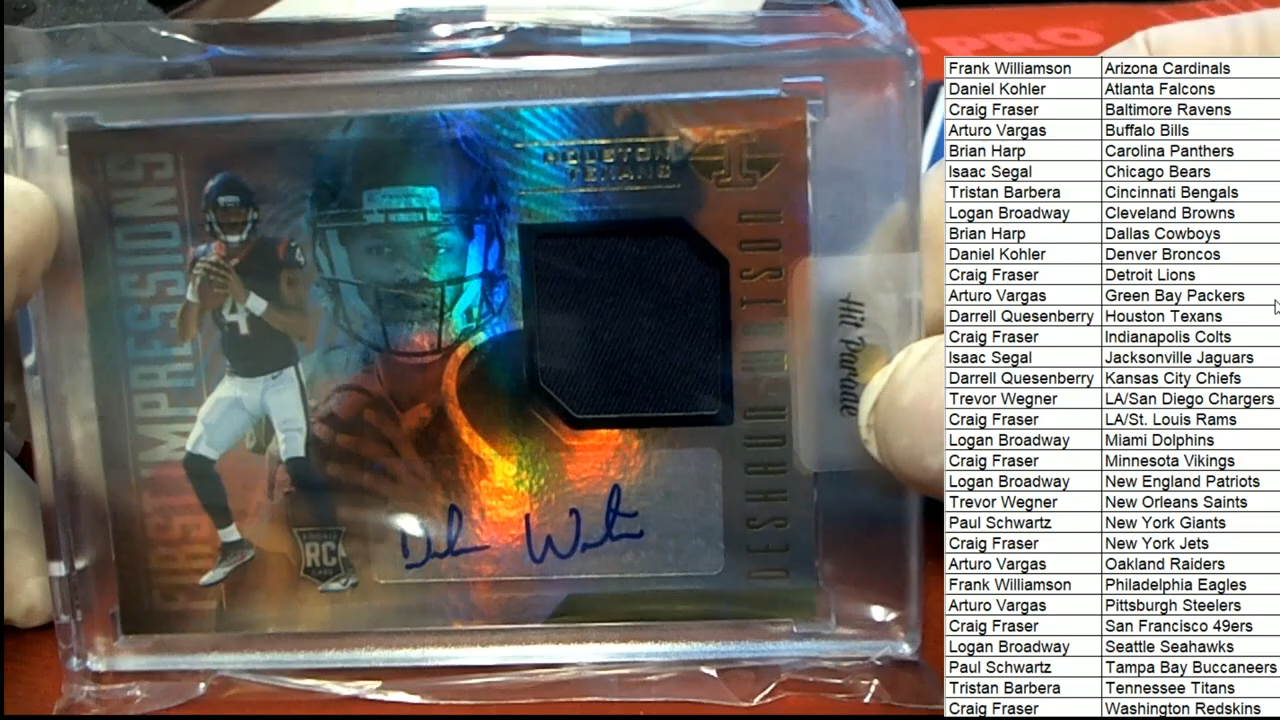 PRO
FIRST IMPRESSIONS
HOUSTON
TEXANS
DESHAUN WATSON
4
4
ROOKIE
RC
CARD
Hit Parade
Frank Williamson Arizona Cardinals
Daniel Kohler Atlanta Falcons
Craig Fraser Baltimore Ravens
Arturo Vargas Buffalo Bills
Brian Harp Carolina Panthers
Isaac Segal Chicago Bears
Tristan Barbera Cincinnati Bengals
Logan Broadway Cleveland Browns
Brian Harp Dallas Cowboys
Daniel Kohler Denver Broncos
Craig Fraser Detroit Lions
Arturo Vargas Green Bay Packers
Darrell Quesenberry Houston Texans
Craig Fraser Indianapolis Colts
Isaac Segal Jacksonville Jaguars
Darrell Quesenberry Kansas City Chiefs
Trevor Wegner LA/San Diego Chargers
Craig Fraser LA/St. Louis Rams
Logan Broadway Miami Dolphins
Craig Fraser Minnesota Vikings
Logan Broadway New England Patriots
Trevor Wegner New Orleans Saints
Paul Schwartz New York Giants
Craig Fraser New York Jets
Arturo Vargas Oakland Raiders
Frank Williamson Philadelphia Eagles
Arturo Vargas Pittsburgh Steelers
Craig Fraser San Francisco 49ers
Logan Broadway Seattle Seahawks
Paul Schwartz Tampa Bay Buccaneers
Tristan Barbera Tennessee Titans
Craig Fraser Washington Redskins